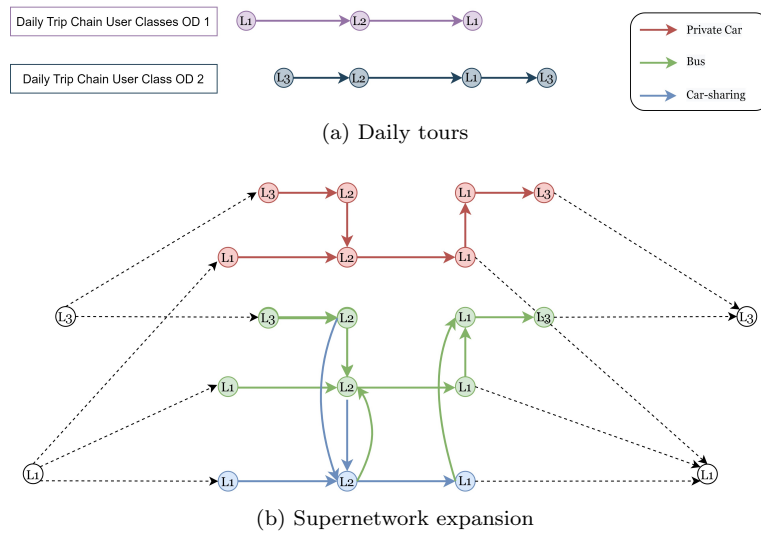 Daily Trip Chain User Classes OD 1
L1 L2 L1
Private Car
Bus
Car-sharing
Daily Trip Chain User Class OD 2
L3 L2 L1 L3
(a) Daily tours
L3 L2 L1 L3
L1 L2 L1
L3 L3 L2 L1 L3 L3
L1 L2 L1
L1 L1
L1 L2 L1
(b) Supernetwork expansion